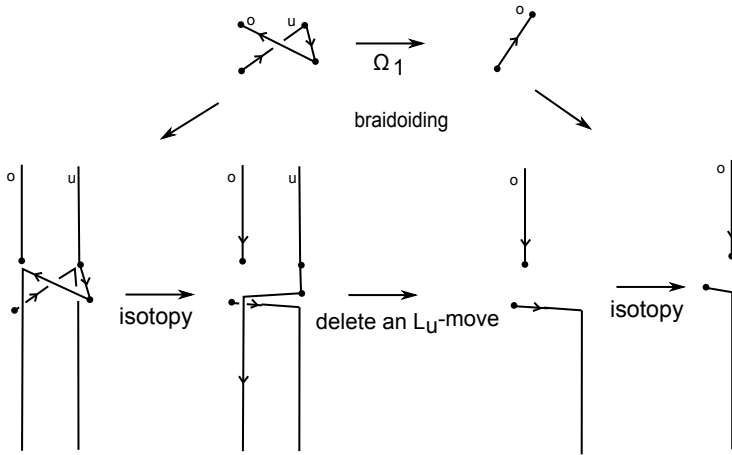 o u o
Ω1
braidoiding
o u o u o o
isotopy delete an Lu-move isotopy